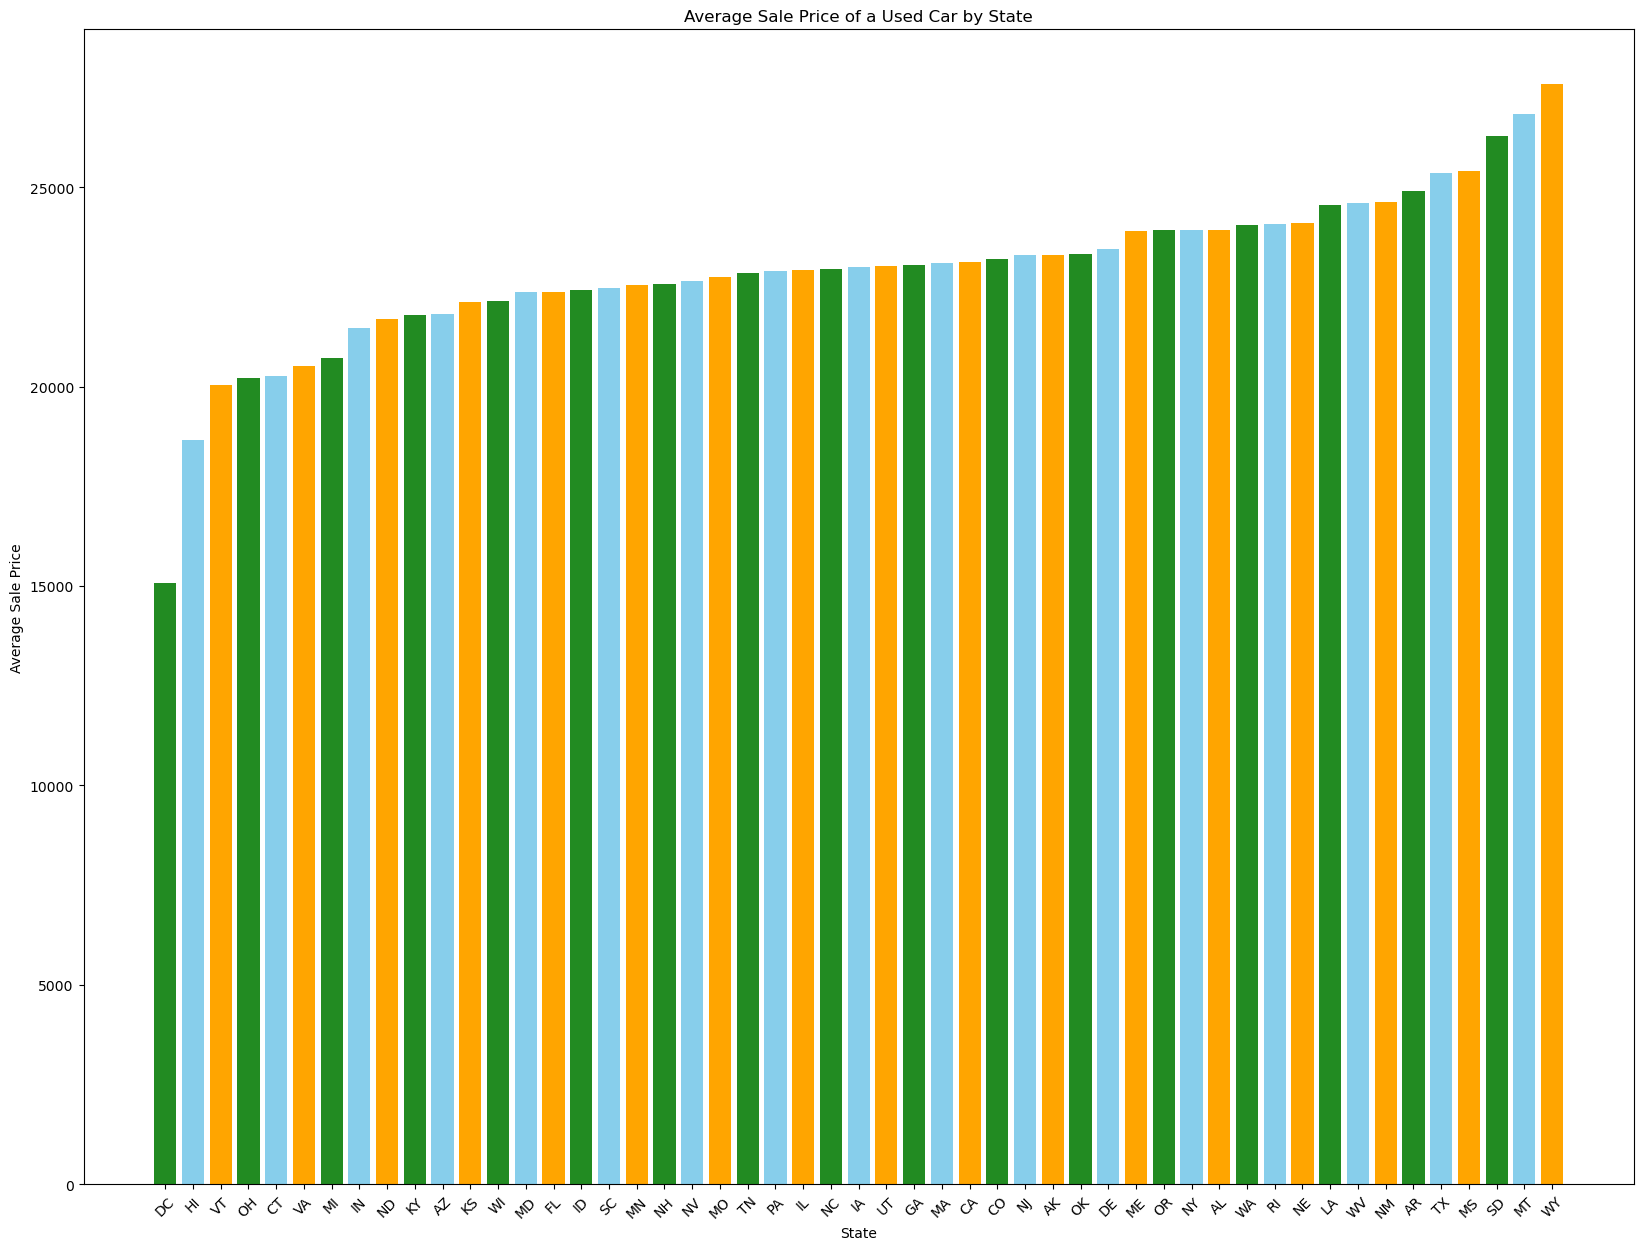 Average Sale Price of a Used Car by State
Average Sale Price
25000
20000
15000
10000
5000
0
DC HI VT OH CT VA MI IN ND KY AZ KS WI MD FL ID SC MN NH NV MO TN PA IL NC IA UT GA MA CA CO NJ AK OK DE ME OR NY AL WA RI NE LA WV NM AR TX MS SD MT WY
State